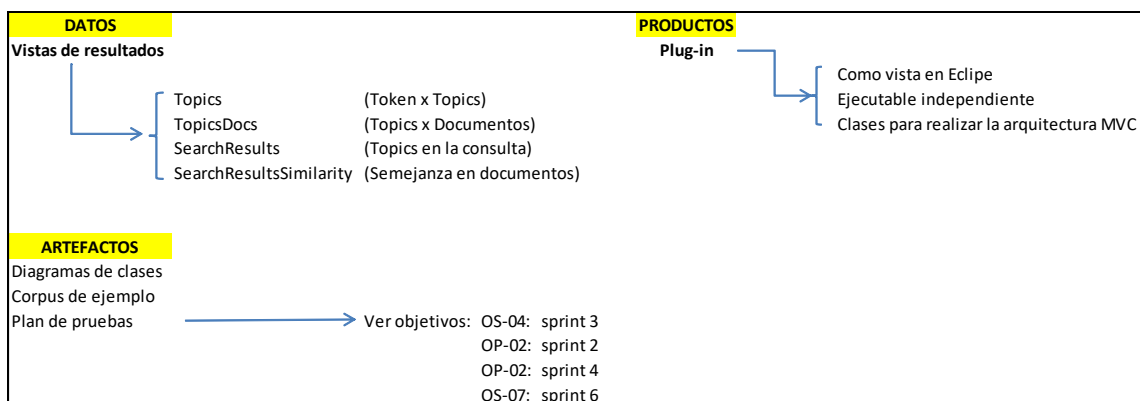 DATOS
Vistas de resultados
Topics (Token x Topics)
TopicsDocs (Topics x Documentos)
SearchResults (Topics en la consulta)
SearchResultsSimilarity (Semejanza en documentos)
PRODUCTOS
Plug-in
Como vista en Eclipe
Ejecutable independiente
Clases para realizar la arquitectura MVC
ARTEFACTOS
Diagramas de clases
Corpus de ejemplo
Plan de pruebas
Ver objetivos: OS-04: sprint 3
OP-02: sprint 2
OP-02: sprint 4
OS-07: sprint 6